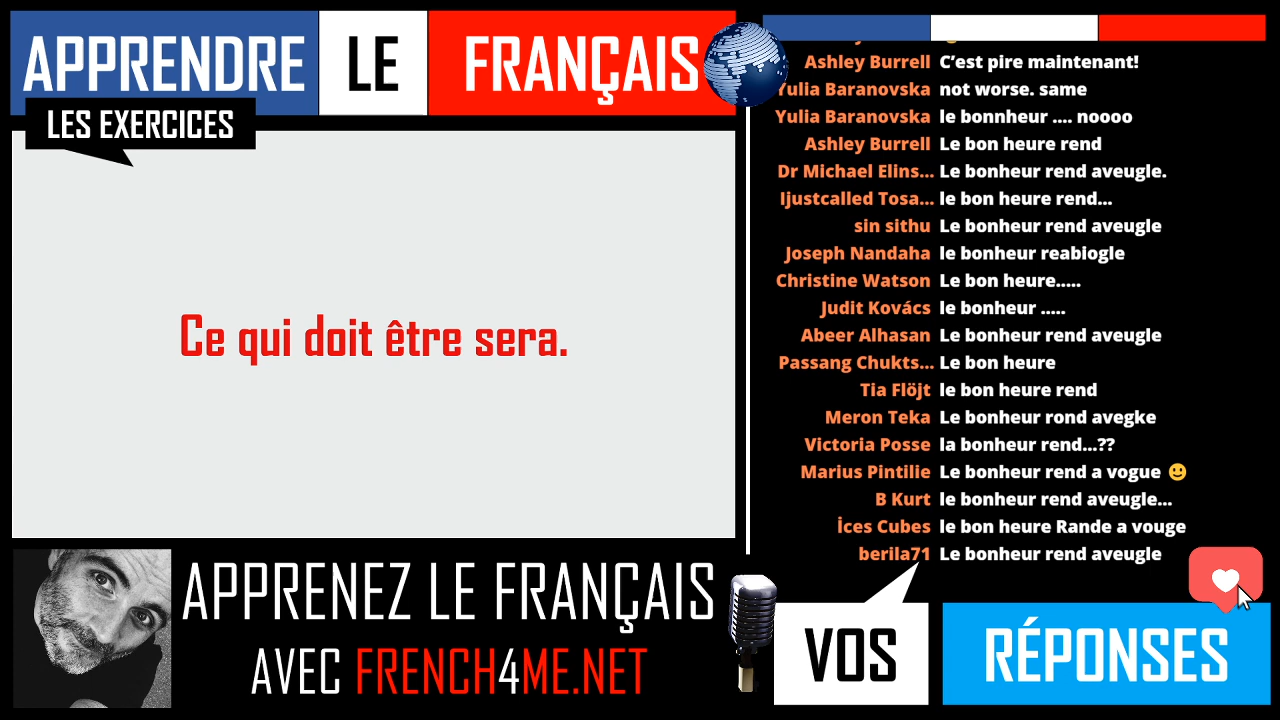 APPRENDRE LE FRANÇAIS
LES EXERCICES
Ce qui doit être sera.
APPRENEZ LE FRANÇAIS
AVEC FRENCH4ME.NET
Ashley Burrell C'est pire maintenant!
Yulia Baranovska not worse. same
Yulia Baranovska le bonnheur .... noooo
Ashley Burrell Le bon heure rend
Dr Michael Elins... Le bonheur rend aveugle.
Ijustcalled Tosa... le bon heure rend...
sin sithu Le bonheur rend aveugle
Joseph Nandaha le bonheur reabiogle
Christine Watson Le bon heure.....
Judit Kovács le bonheur .....
Abeer Alhasan Le bonheur rend aveugle
Passang Chukts... Le bon heure
Tia Flöjt le bon heure rend
Meron Teka Le bonheur rond avegke
Victoria Posse la bonheur rend...??
Marius Pintilie Le bonheur rend a vogue 🙂
B Kurt le bonheur rend aveugle...
İces Cubes le bon heure Rande a vouge
berila71 Le bonheur rend aveugle
VOS RÉPONSES